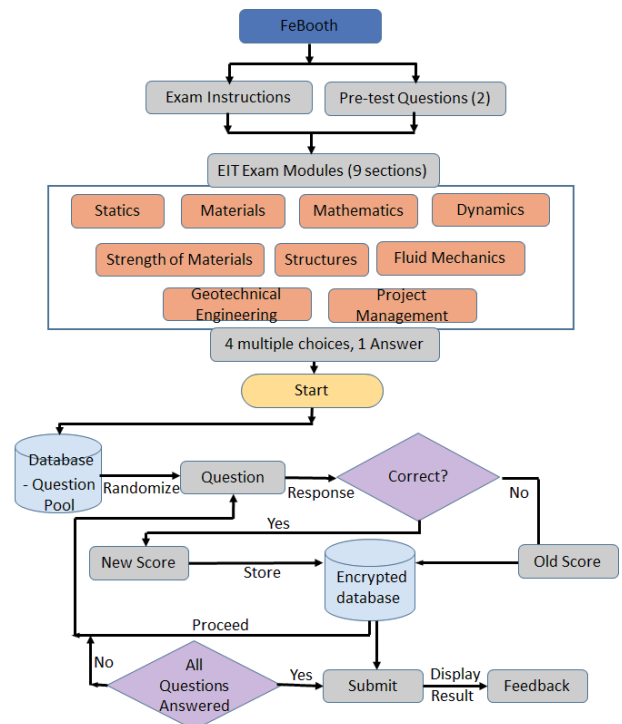 FeBooth
Exam Instructions
Pre-test Questions (2)
EIT Exam Modules (9 sections)
Statics
Materials
Mathematics
Dynamics
Strength of Materials
Structures
Fluid Mechanics
Geotechnical
Engineering
Project
Management
4 multiple choices, 1 Answer
Start
Database
- Question
Pool
Randomize
Question
Response
Correct?
No
Yes
New Score
Store
Encrypted
database
Old Score
Proceed
No
All
Questions
Answered
Yes
Submit
Display
Result
Feedback